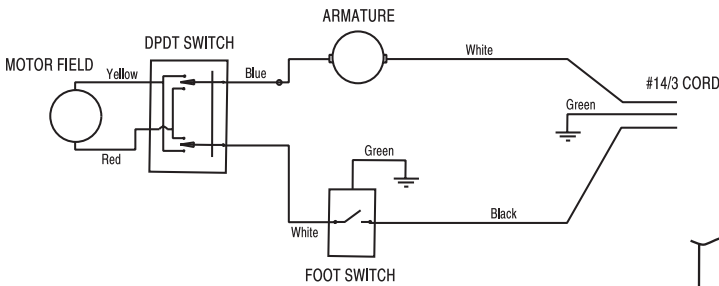 ARMATURE
DPDT SWITCH
White
MOTOR FIELD
Yellow
Blue
#14/3 CORD
Green
Red
Green
White
Black
FOOT SWITCH